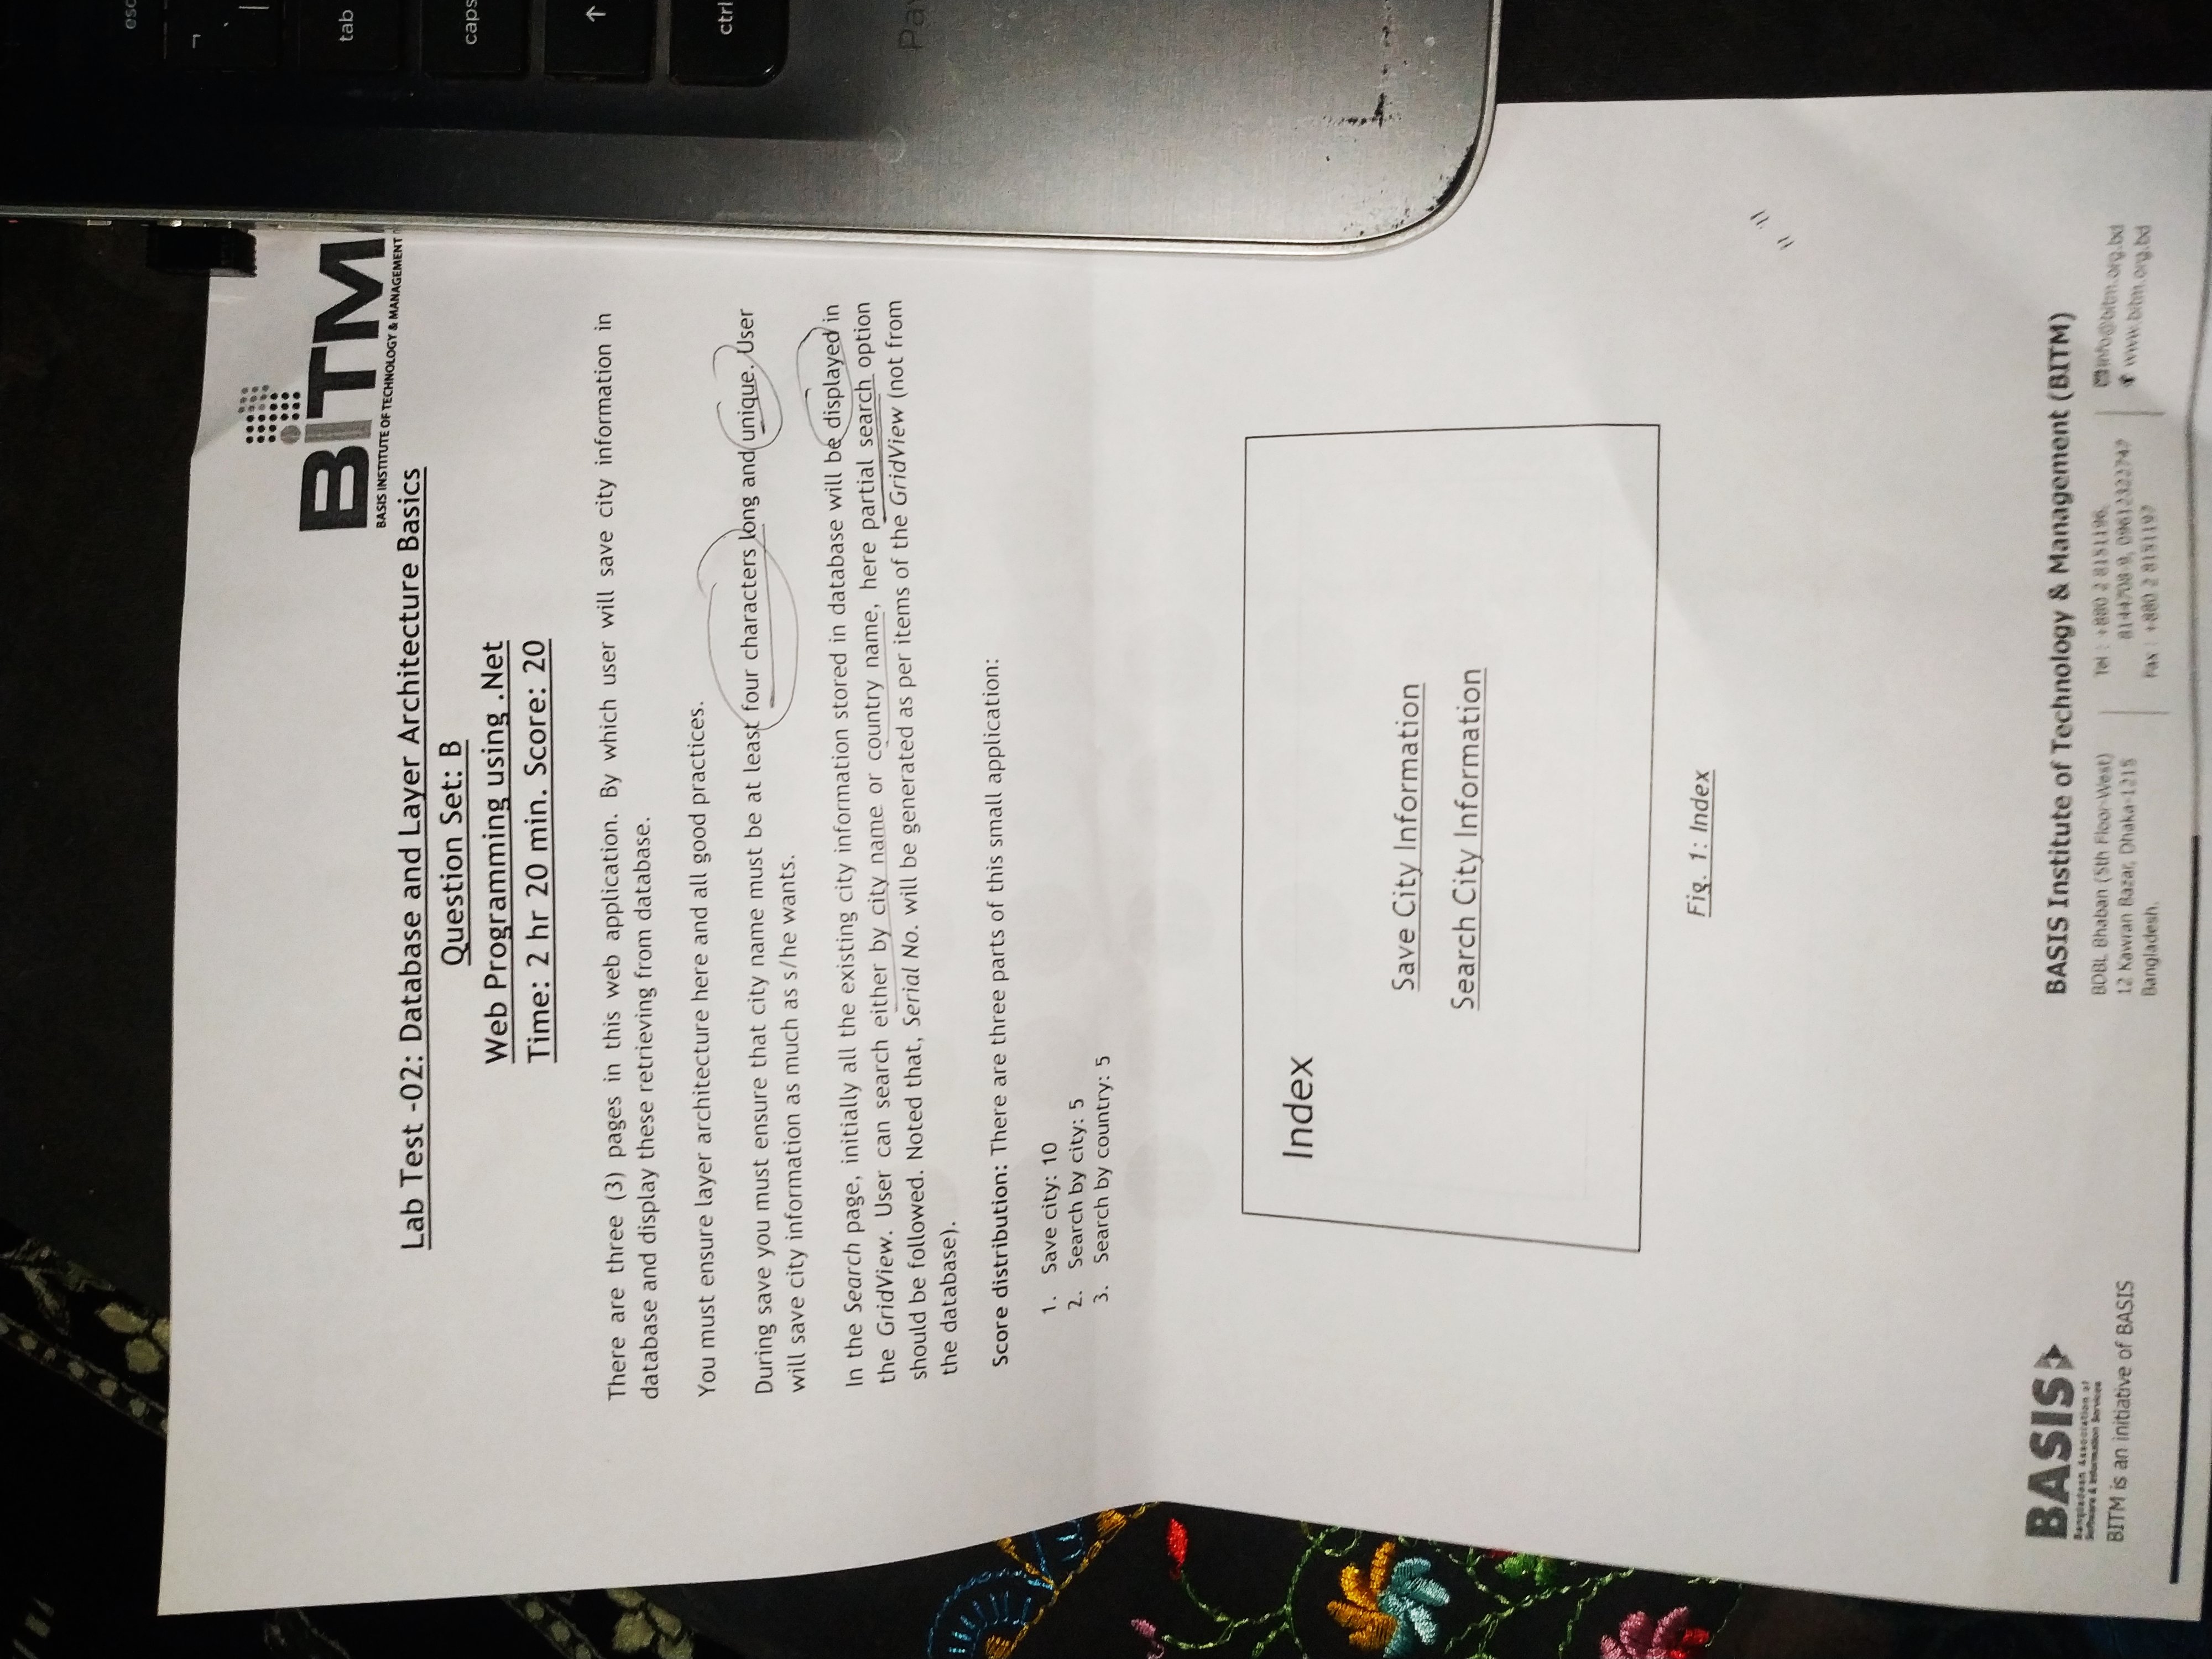 esc
tab
caps
ctrl
BiTM
BASIS INSTITUTE OF TECHNOLOGY & MANAGEMENT
Lab Test -02: Database and Layer Architecture Basics
Question Set: B
Web Programming using .Net
Time: 2 hr 20 min. Score: 20
There are three (3) pages in this web application. By which user will save city information in
database and display these retrieving from database.
You must ensure layer architecture here and all good practices.
During save you must ensure that city name must be at least four characters long and unique. User
will save city information as much as s/he wants.
In the Search page, initially all the existing city information stored in database will be displayed in
the GridView. User can search either by city name or country name, here partial search option
should be followed. Noted that, Serial No. will be generated as per items of the GridView (not from
the database).
Score distribution: There are three parts of this small application:
1. Save city: 10
2. Search by city: 5
3. Search by country: 5
Index
Save City Information
Search City Information
Fig. 1: Index
BASIS
Bangladesh Association of
Software & Information Services
BITM is an initiative of BASIS
BASIS Institute of Technology & Management (BITM)
BDBL Bhaban (5th Floor-West)
12 Kawran Bazar, Dhaka-1215
Bangladesh.
Tel : +880 2 8151196,
8144708-9, 09612322747
Fax : +880 2 8151197
info@bitm.org.bd
www.bitm.org.bd